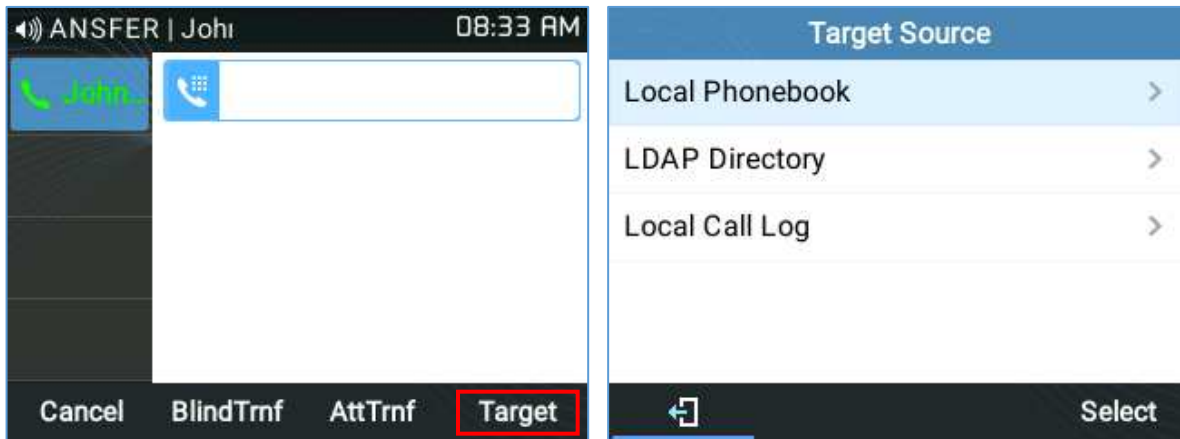 ANSFER | Johı 08:33 AM
John...
Cancel BlindTrnf AttTrnf Target
Target Source
Local Phonebook
LDAP Directory
Local Call Log
Select